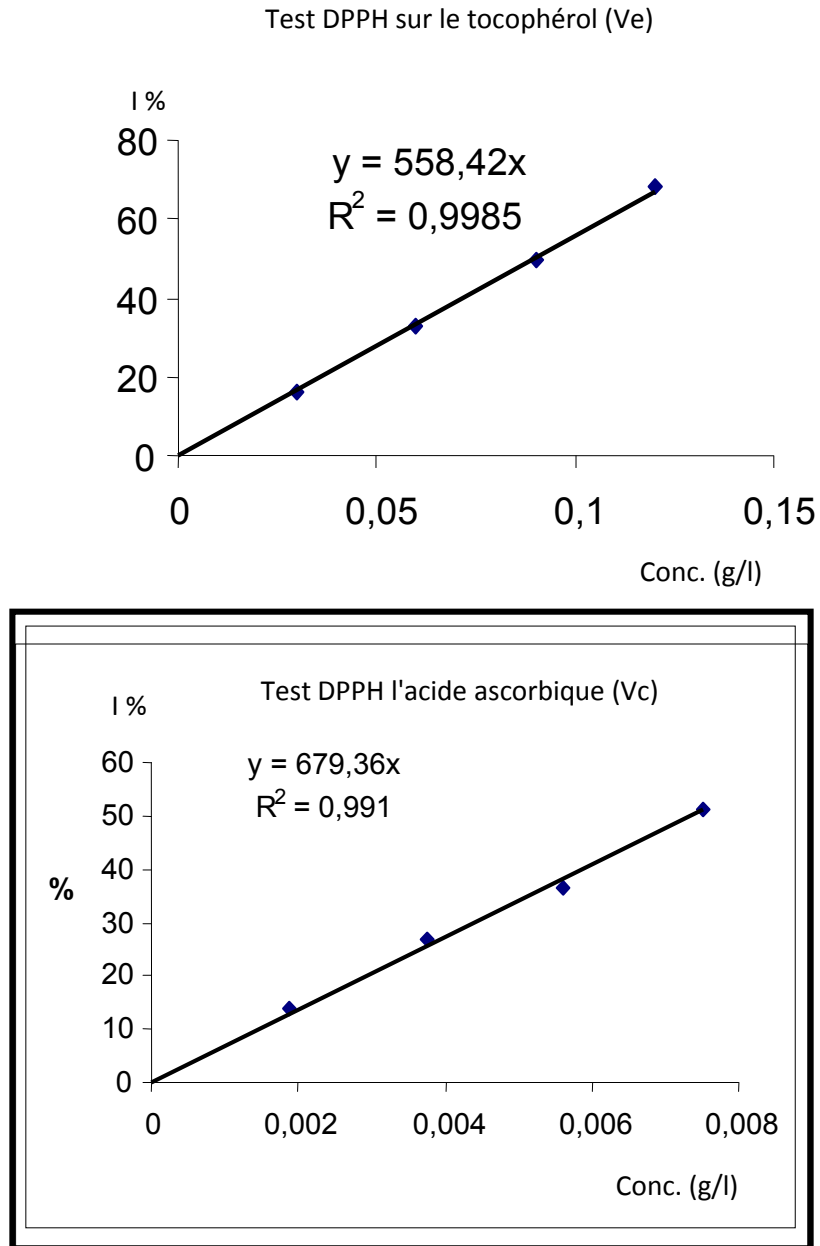 Test DPPH sur le tocophérol (Ve)
I %
80
60
40
20
0
y = 558,42x
R² = 0,9985
0 0,05 0,1 0,15
Conc. (g/l)
Test DPPH l'acide ascorbique (Vc)
I %
%
60
50
40
30
20
10
0
y = 679,36x
R² = 0,991
0 0,002 0,004 0,006 0,008
Conc. (g/l)